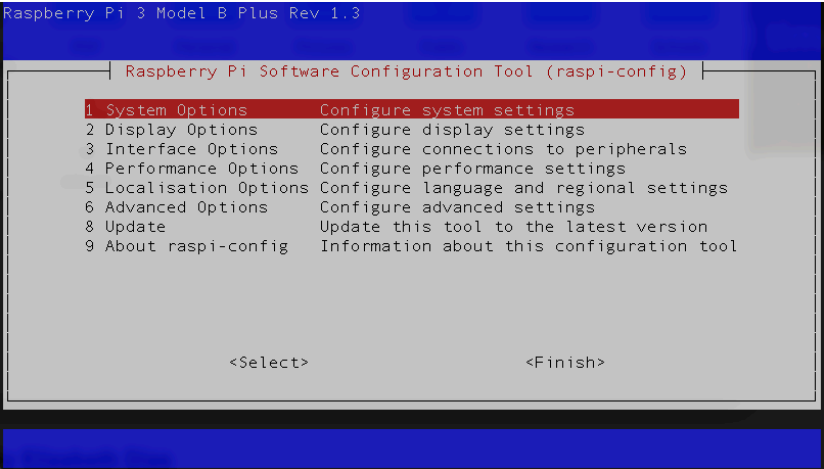 Raspberry Pi 3 Model B Plus Rev 1.3
Raspberry Pi Software Configuration Tool (raspi-config)
1 System Options Configure system settings
2 Display Options Configure display settings
3 Interface Options Configure connections to peripherals
4 Performance Options Configure performance settings
5 Localisation Options Configure language and regional settings
6 Advanced Options Configure advanced settings
8 Update Update this tool to the latest version
9 About raspi-config Information about this configuration tool
<Select> <Finish>